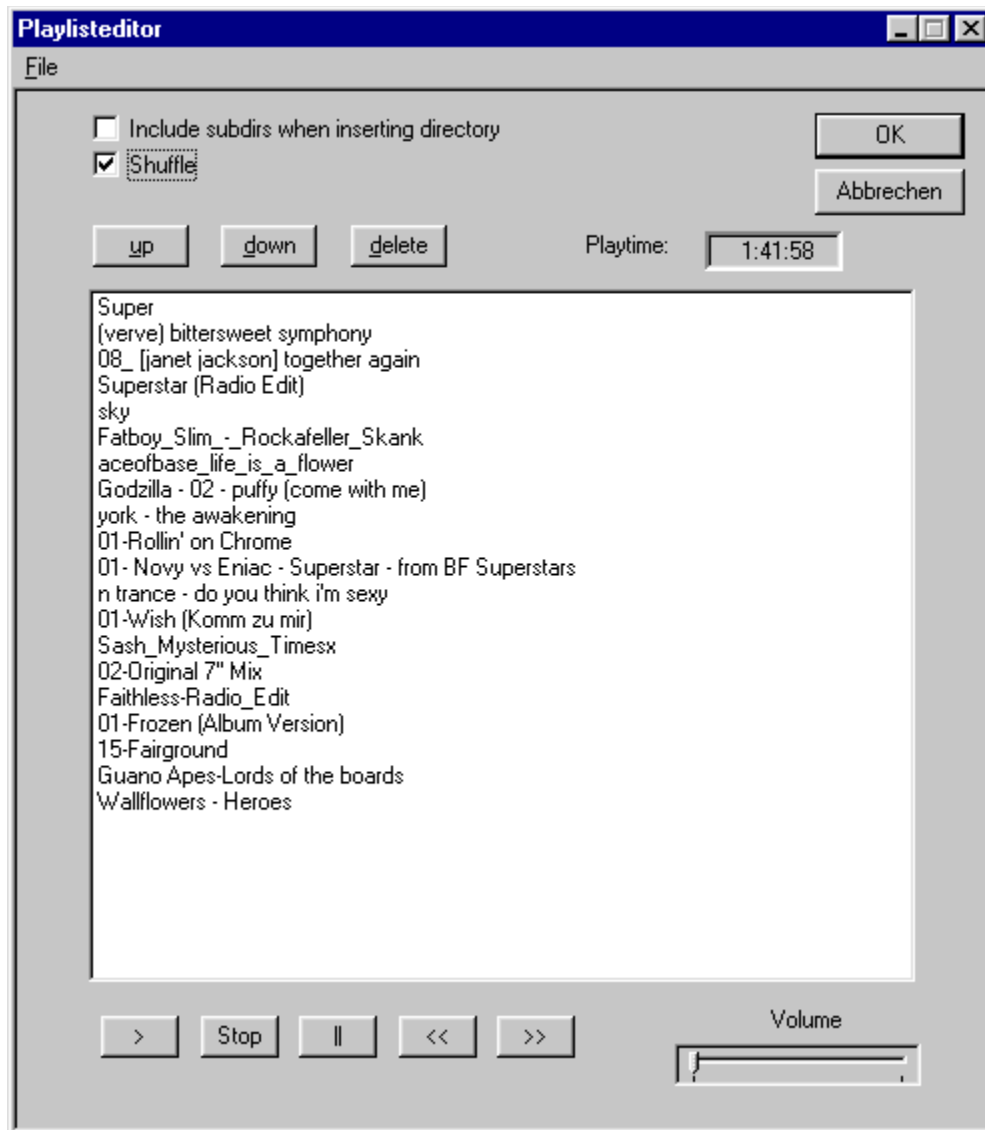 Playlisteditor
File
Include subdirs when inserting directory
OK
Shuffle
Abbrechen
up down delete Playtime: 1:41:58
Super
(verve) bittersweet symphony
08_ [janet jackson] together again
Superstar (Radio Edit)
sky
Fatboy_Slim_-_Rockafeller_Skank
aceofbase_life_is_a_flower
Godzilla - 02 - puffy (come with me)
york - the awakening
01-Rollin' on Chrome
01- Novy vs Eniac - Superstar - from BF Superstars
n trance - do you think i'm sexy
01-Wish (Komm zu mir)
Sash_Mysterious_Timesx
02-Original 7" Mix
Faithless-Radio_Edit
01-Frozen (Album Version)
15-Fairground
Guano Apes-Lords of the boards
Wallflowers - Heroes
Volume
> Stop || << >>